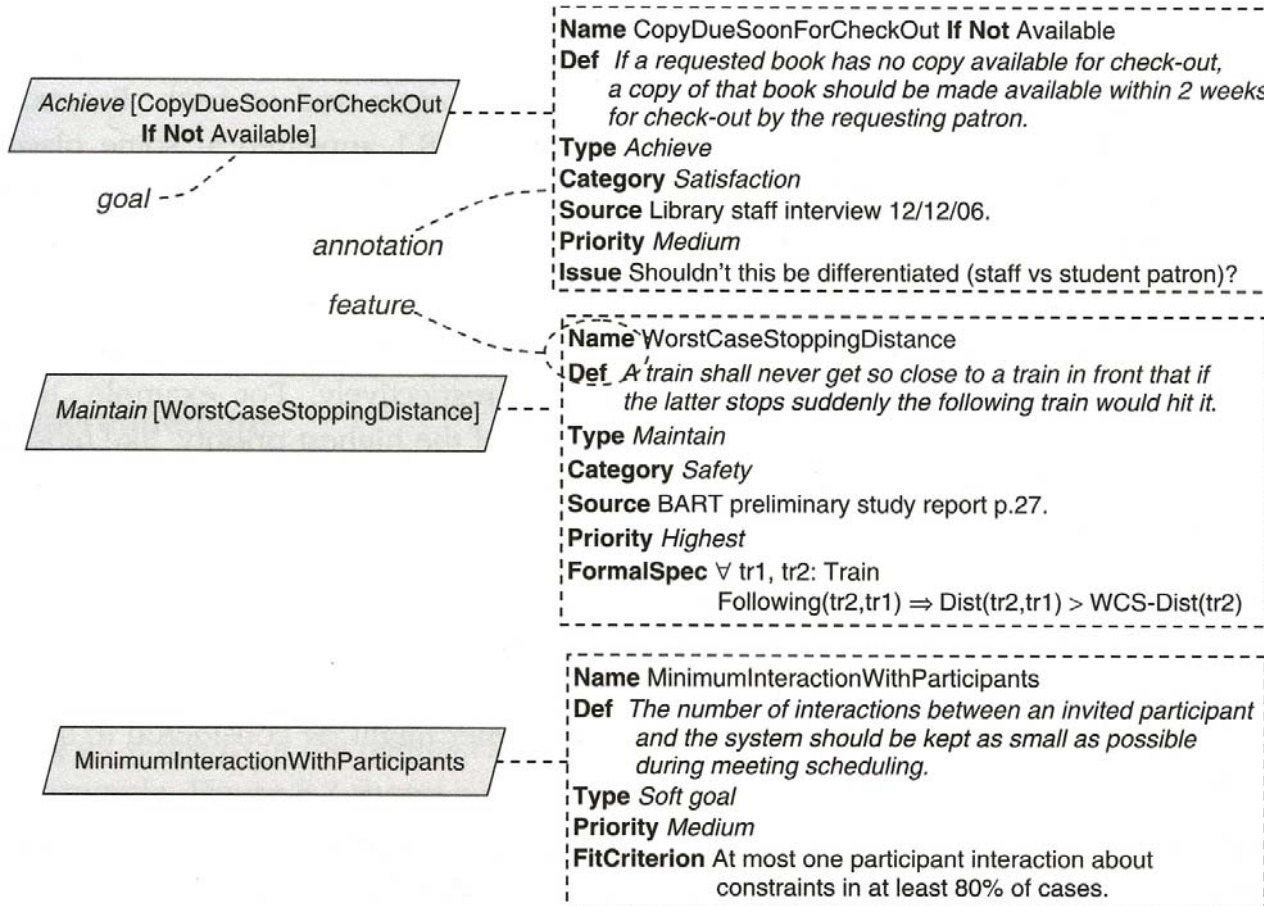 Achieve [CopyDueSoonForCheckOut
If Not Available]
goal
annotation
feature
Name CopyDueSoonForCheckOut If Not Available
Def If a requested book has no copy available for check-out,
a copy of that book should be made available within 2 weeks
for check-out by the requesting patron.
Type Achieve
Category Satisfaction
Source Library staff interview 12/12/06.
Priority Medium
Issue Shouldn't this be differentiated (staff vs student patron)?
Maintain [WorstCaseStoppingDistance]
Name WorstCaseStoppingDistance
Def A train shall never get so close to a train in front that if
the latter stops suddenly the following train would hit it.
Type Maintain
Category Safety
Source BART preliminary study report p.27.
Priority Highest
FormalSpec ∀ tr1, tr2: Train
Following(tr2,tr1) ⇒ Dist(tr2,tr1) > WCS-Dist(tr2)
MinimumInteractionWithParticipants
Name MinimumInteractionWithParticipants
Def The number of interactions between an invited participant
and the system should be kept as small as possible
during meeting scheduling.
Type Soft goal
Priority Medium
FitCriterion At most one participant interaction about
constraints in at least 80% of cases.